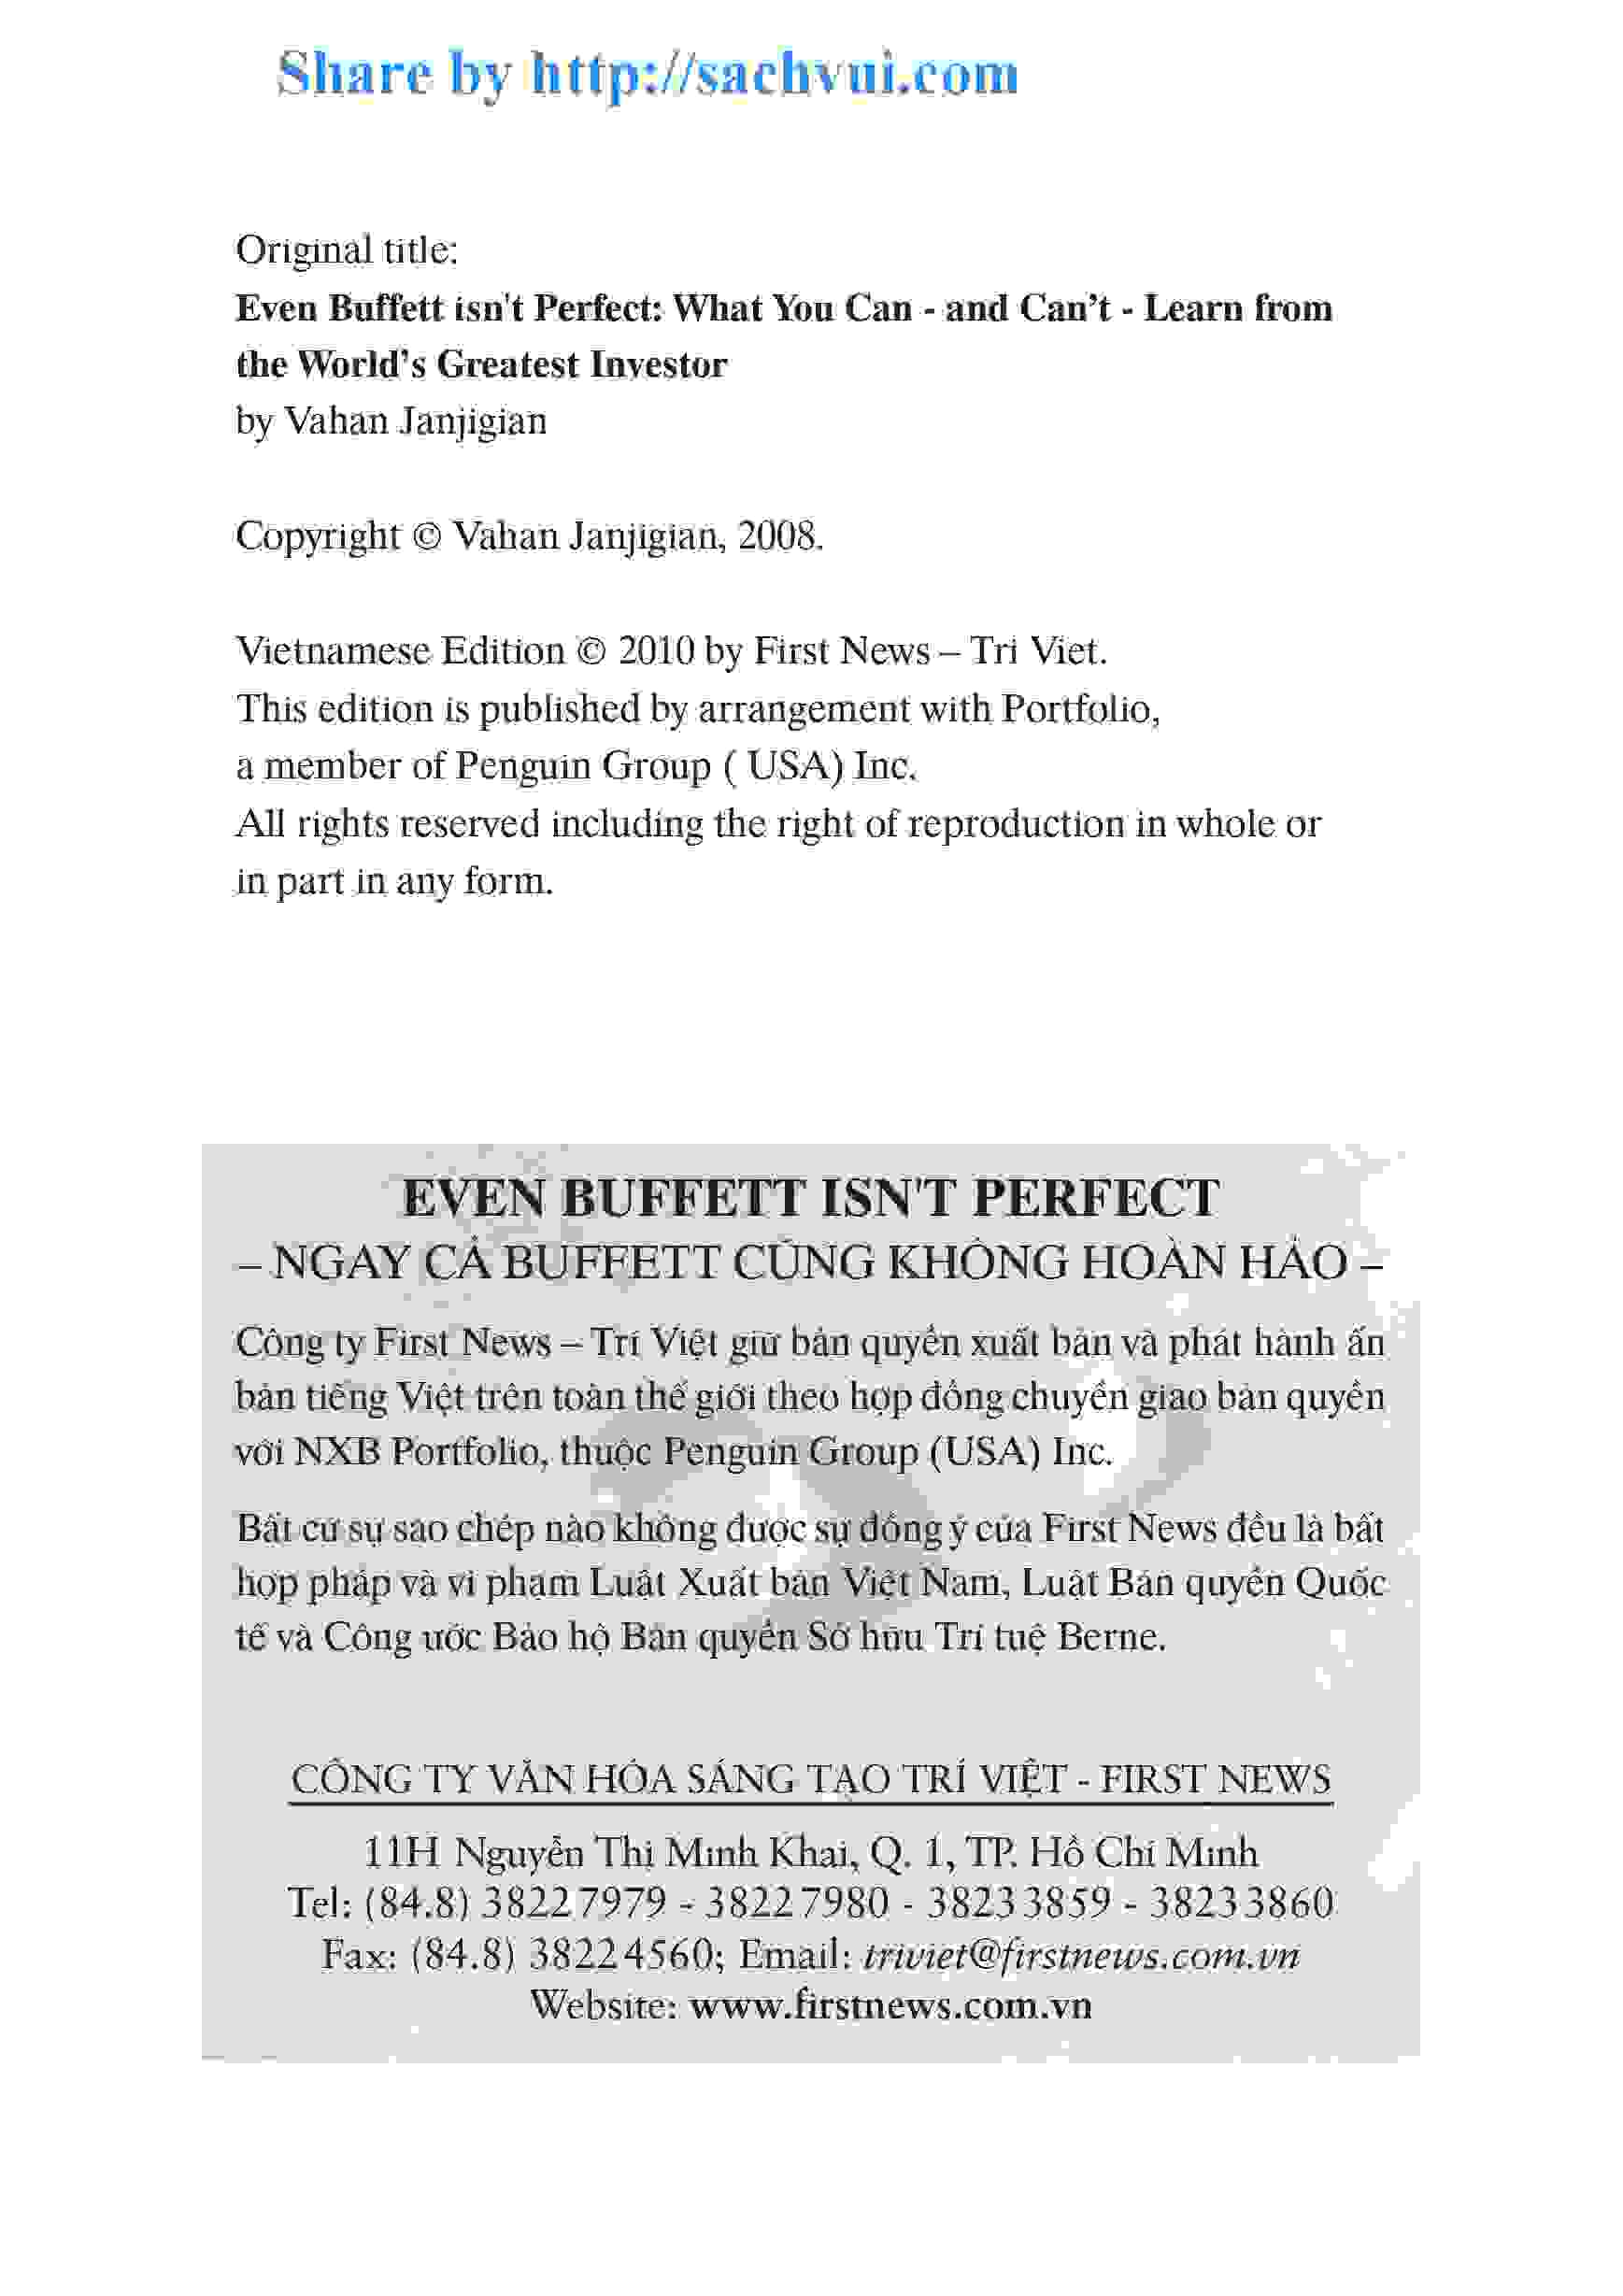 Share by http://sachvui.com
Original title:
Even Buffett isn't Perfect: What You Can - and Can't - Learn from
the World's Greatest Investor
by Vahan Janjigian
Copyright © Vahan Janjigian, 2008.
Vietnamese Edition © 2010 by First News – Tri Viet.
This edition is published by arrangement with Portfolio,
a member of Penguin Group ( USA) Inc.
All rights reserved including the right of reproduction in whole or
in part in any form.
EVEN BUFFETT ISN'T PERFECT
– NGAY CẢ BUFFETT CŨNG KHÔNG HOÀN HẢO –
Công ty First News – Trí Việt giữ bản quyền xuất bản và phát hành ấn
bản tiếng Việt trên toàn thế giới theo hợp đồng chuyển giao bản quyền
với NXB Portfolio, thuộc Penguin Group (USA) Inc.
Bất cứ sự sao chép nào không được sự đồng ý của First News đều là bất
hợp pháp và vi phạm Luật Xuất bản Việt Nam, Luật Bản quyền Quốc
tế và Công ước Bảo hộ Bản quyền Sở hữu Trí tuệ Berne.
CÔNG TY VĂN HÓA SÁNG TẠO TRÍ VIỆT - FIRST NEWS
11H Nguyễn Thị Minh Khai, Q. 1, TP. Hồ Chí Minh
Tel: (84.8) 38227979 - 38227980 - 38233859 - 38233860
Fax: (84.8) 38224560; Email: triviet@firstnews.com.vn
Website: www.firstnews.com.vn